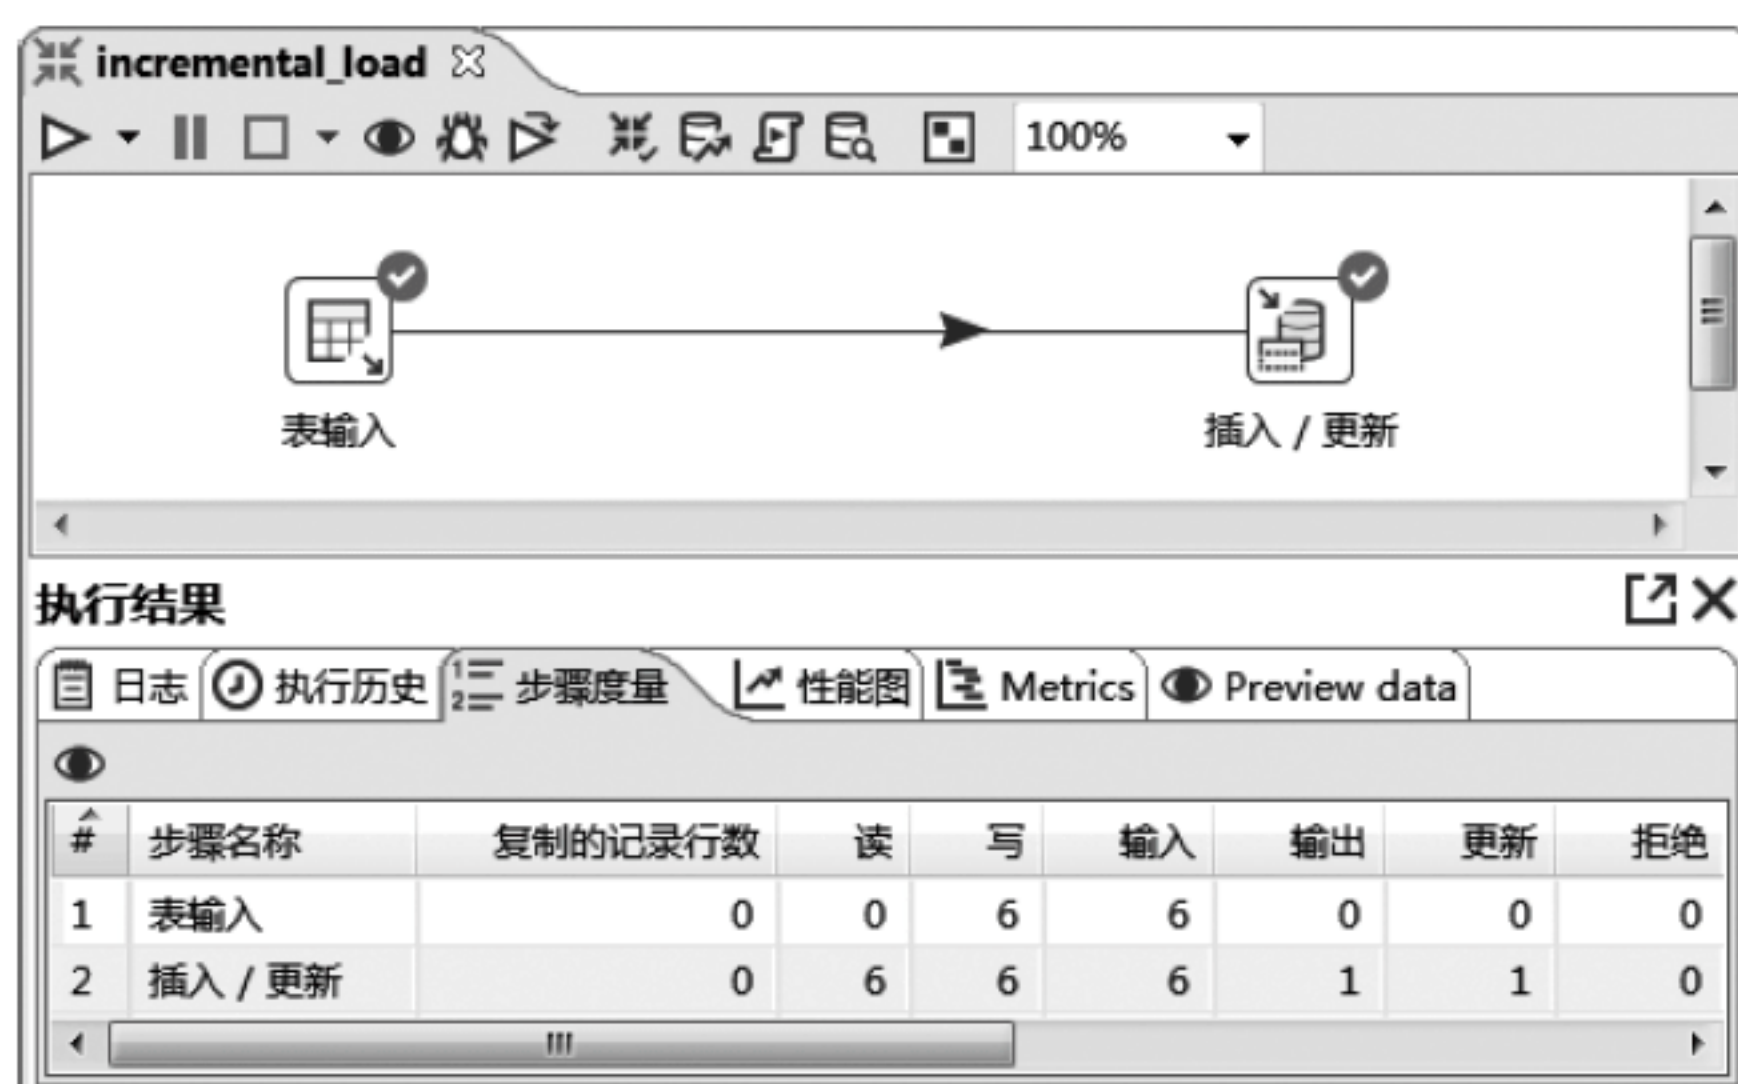 incremental_load
100%
表输入
插入 / 更新
执行结果
日志 执行历史 步骤度量 性能图 Metrics Preview data
# 步骤名称 复制的记录行数 读 写 输入 输出 更新 拒绝
1 表输入 0 0 6 6 0 0 0
2 插入 / 更新 0 6 6 6 1 1 0